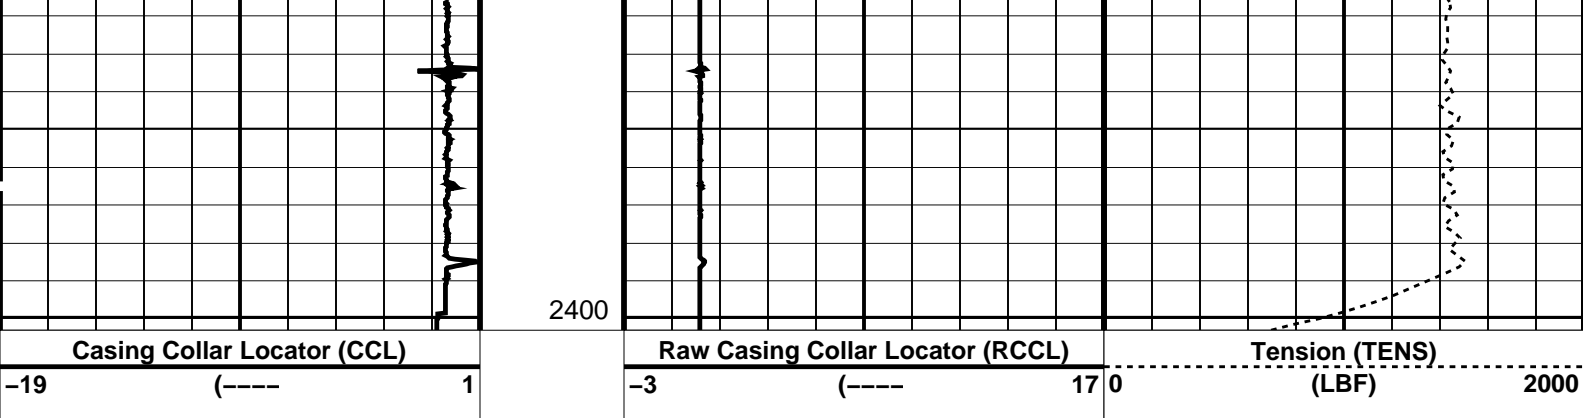 2400
Casing Collar Locator (CCL) Raw Casing Collar Locator (RCCL) Tension (TENS)
–19 (–––– 1 –3 (–––– 17 0 (LBF) 2000